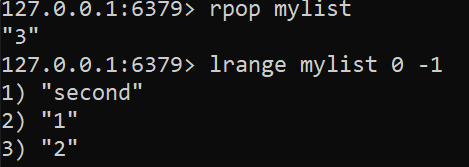 127.0.0.1:6379> rpop mylist
"3"
127.0.0.1:6379> lrange mylist 0 -1
1) "second"
2) "1"
3) "2"